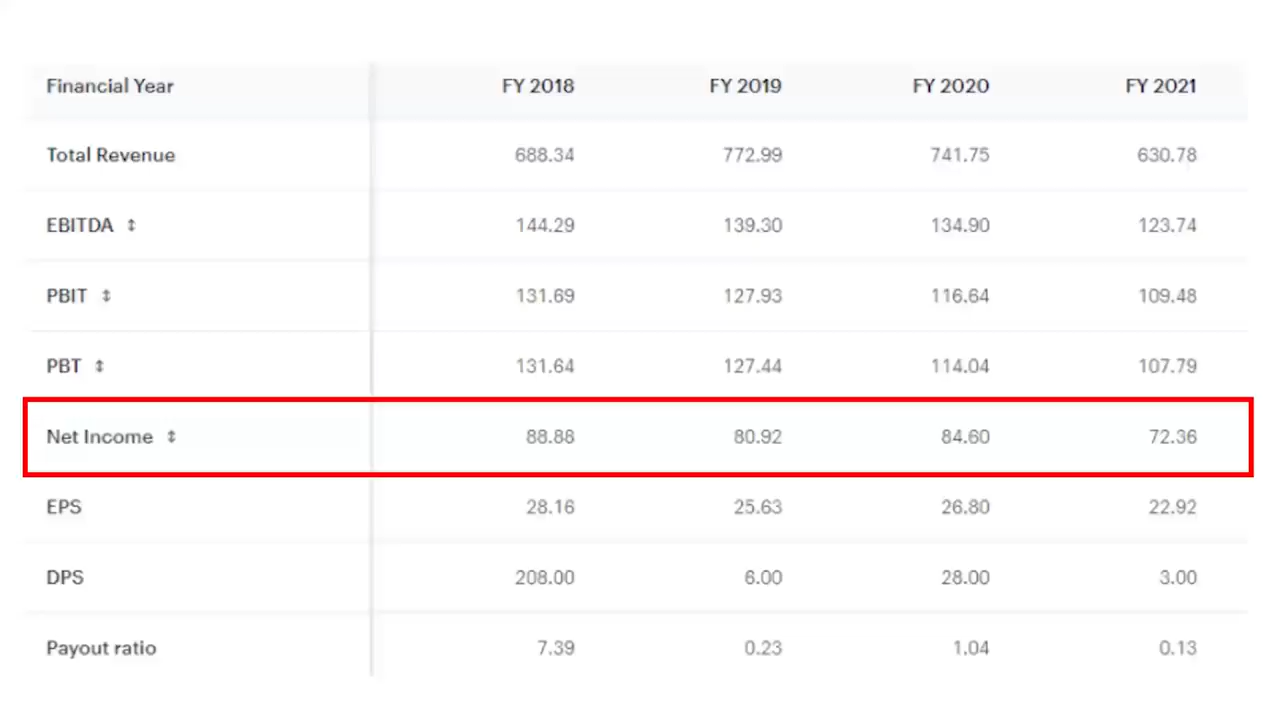 Financial Year FY 2018 FY 2019 FY 2020 FY 2021
Total Revenue 688.34 772.99 741.75 630.78
EBITDA ↕ 144.29 139.30 134.90 123.74
PBIT ↕ 131.69 127.93 116.64 109.48
PBT ↕ 131.64 127.44 114.04 107.79
Net Income ↕ 88.88 80.92 84.60 72.36
EPS 28.16 25.63 26.80 22.92
DPS 208.00 6.00 28.00 3.00
Payout ratio 7.39 0.23 1.04 0.13